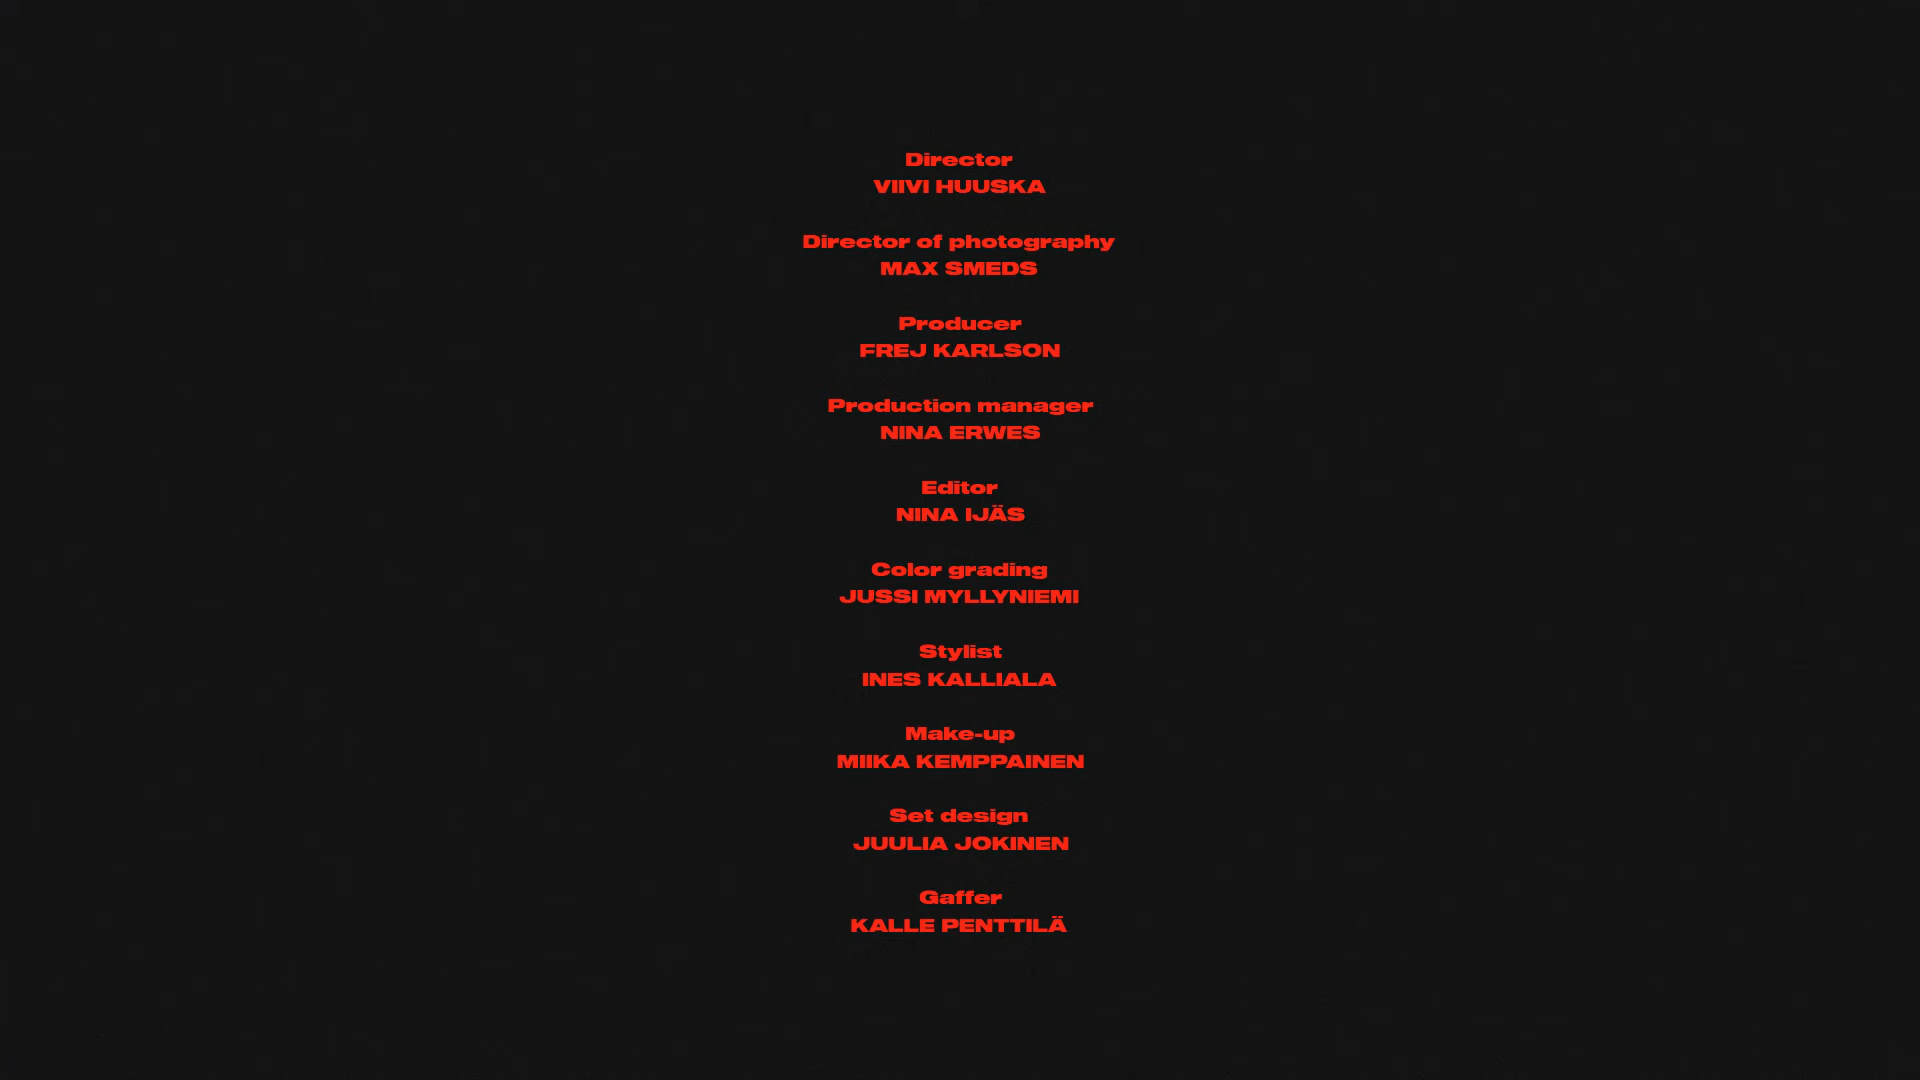 Director
VIIVI HUUSKA
Director of photography
MAX SMEDS
Producer
FREJ KARLSON
Production manager
NINA ERWES
Editor
NINA IJÄS
Color grading
JUSSI MYLLYNIEMI
Stylist
INES KALLIALA
Make-up
MIIKA KEMPPAINEN
Set design
JUULIA JOKINEN
Gaffer
KALLE PENTTILÄ